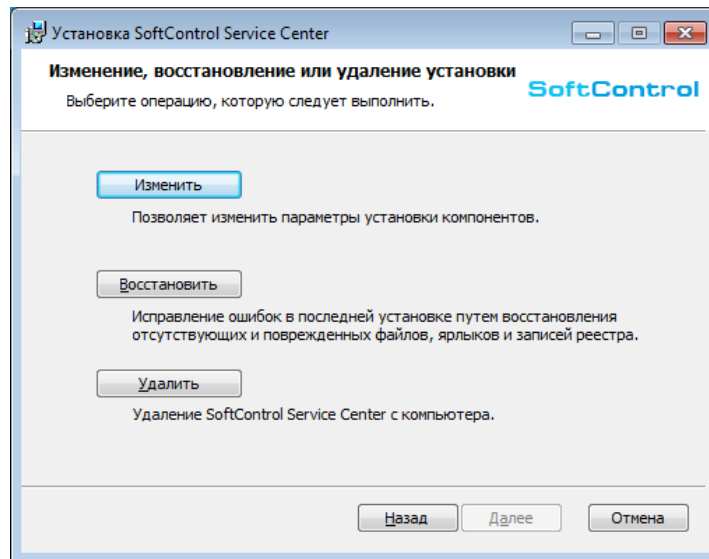 Установка SoftControl Service Center
Изменение, восстановление или удаление установки
Выберите операцию, которую следует выполнить.
SoftControl
Изменить
Позволяет изменить параметры установки компонентов.
Восстановить
Исправление ошибок в последней установке путем восстановления
отсутствующих и поврежденных файлов, ярлыков и записей реестра.
Удалить
Удаление SoftControl Service Center с компьютера.
Назад Далее Отмена